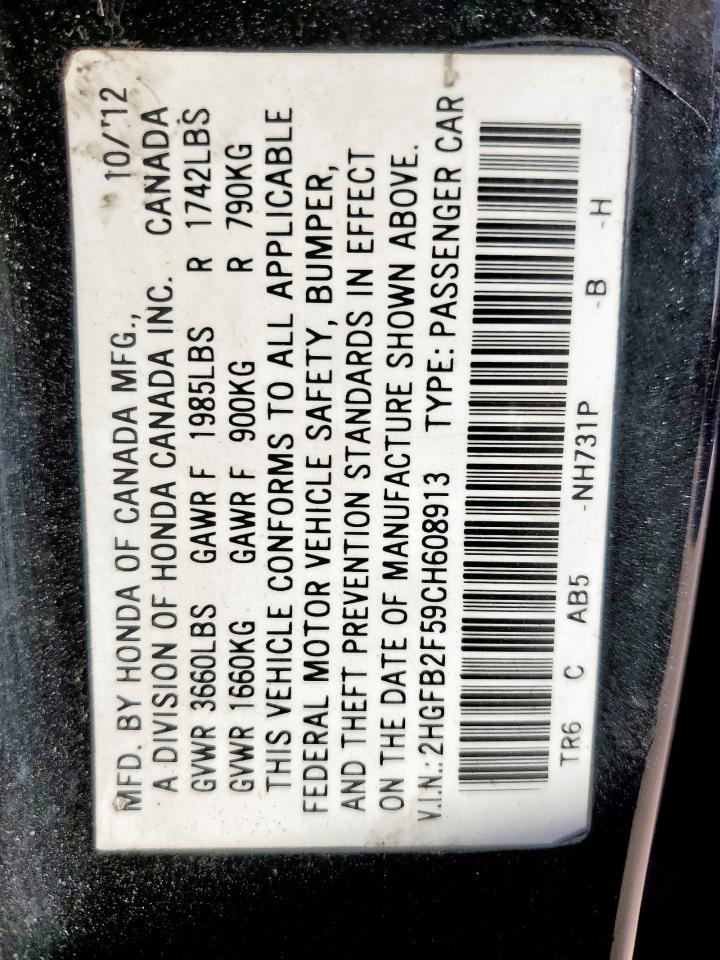 MFD. BY HONDA OF CANADA MFG., 10/'12
A DIVISION OF HONDA CANADA INC. CANADA
GVWR 3660LBS GAWR F 1985LBS R 1742LBS
GVWR 1660KG GAWR F 900KG R 790KG
THIS VEHICLE CONFORMS TO ALL APPLICABLE
FEDERAL MOTOR VEHICLE SAFETY, BUMPER,
AND THEFT PREVENTION STANDARDS IN EFFECT
ON THE DATE OF MANUFACTURE SHOWN ABOVE.
V.I.N.: 2HGFB2F59CH608913 TYPE: PASSENGER CAR
TR6 C AB5 -NH731P -B -H